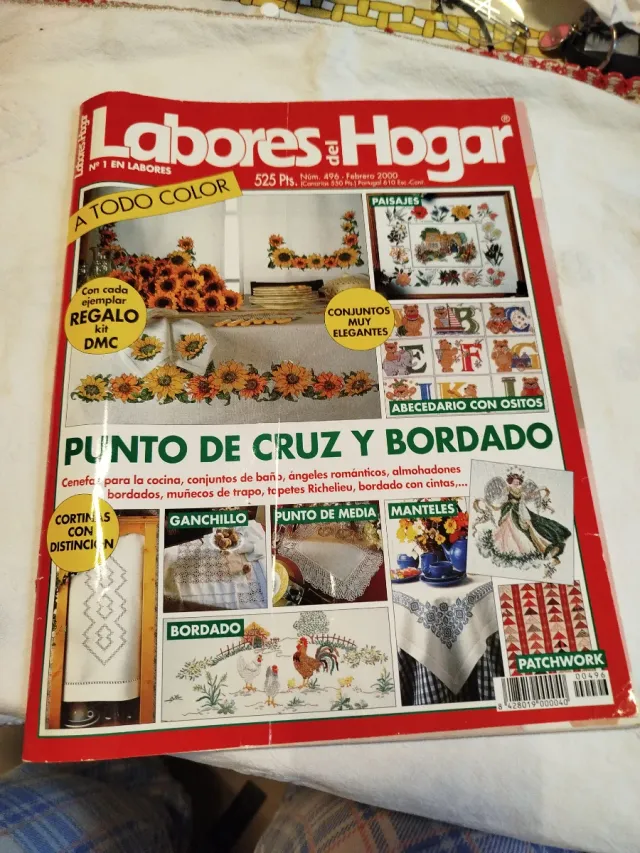 Labores del Hogar
Labores del Hogar®
Nº 1 EN LABORES
525 Pts.
Núm. 496 - Febrero 2000
(Canarias 550 Pts.) Portugal 610 Esc.-Cont.
A TODO COLOR
PAISAJES
Con cada
ejemplar
REGALO
kit
DMC
CONJUNTOS
MUY
ELEGANTES
B
E F G
I K L
ABECEDARIO CON OSITOS
PUNTO DE CRUZ Y BORDADO
Cenefas para la cocina, conjuntos de baño, ángeles románticos, almohadones
bordados, muñecos de trapo, tapetes Richelieu, bordado con cintas,...
CORTINAS
CON
DISTINCIÓN
GANCHILLO
PUNTO DE MEDIA
MANTELES
BORDADO
PATCHWORK
00496
8 428019 000040